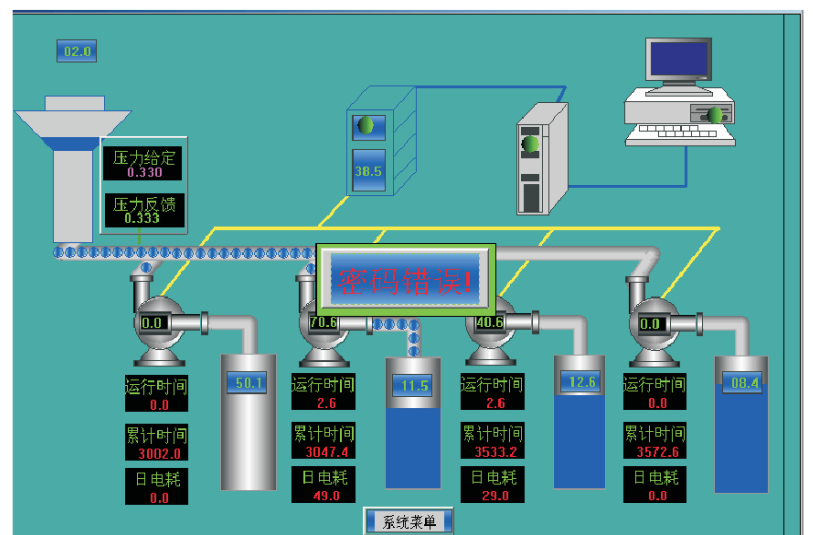 02.0
压力给定
0.330
压力反馈
0.333
38.5
密码错误!
0.0
70.6
40.6
0.0
50.1
11.5
12.6
08.4
运行时间
0.0
运行时间
2.6
运行时间
2.6
运行时间
0.0
累计时间
3002.0
累计时间
3047.4
累计时间
3533.2
累计时间
3572.6
日电耗
0.0
日电耗
49.0
日电耗
29.0
日电耗
0.0
系统菜单